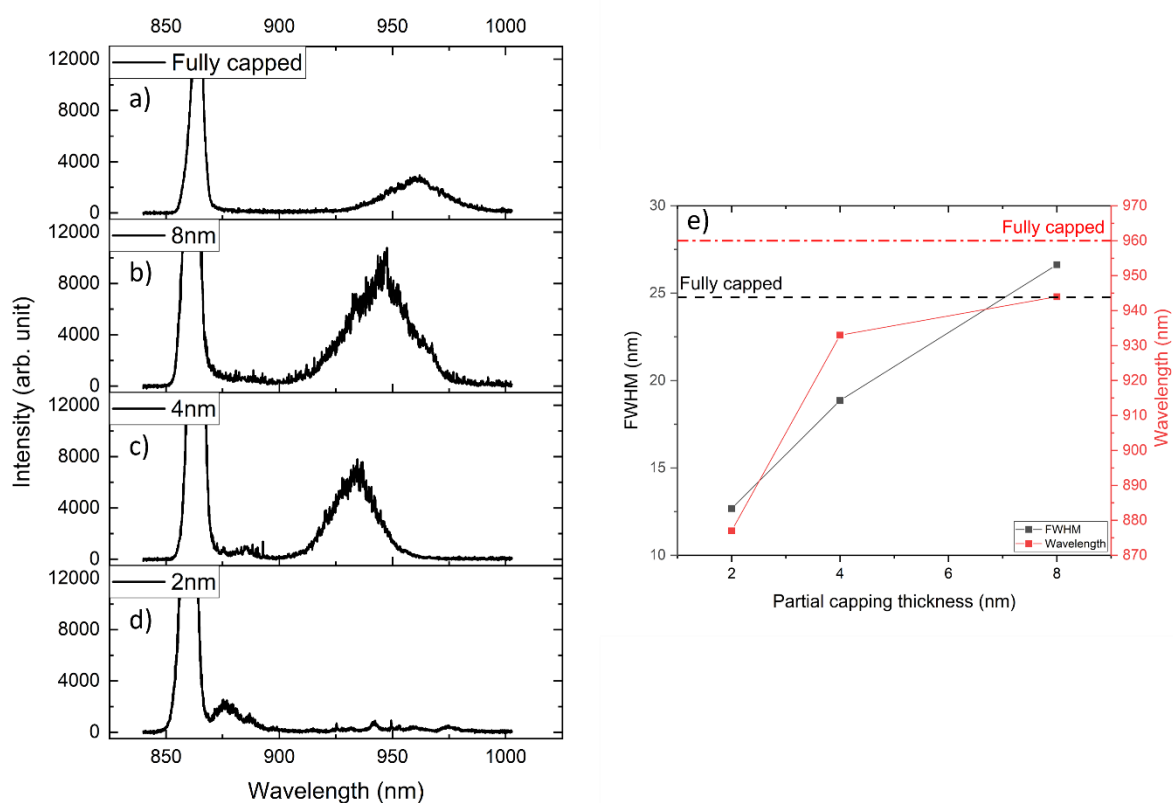 850 900 950 1000
Fully capped
a)
12000
8000
4000
0
8nm
b)
12000
8000
4000
0
4nm
c)
12000
8000
4000
0
2nm
d)
12000
8000
4000
0
850 900 950 1000
Wavelength (nm)
Intensity (arb. unit)
e)
Fully capped
Fully capped
30
25
20
15
10
FWHM (nm)
970
960
950
940
930
920
910
900
890
880
870
Wavelength (nm)
FWHM
Wavelength
2 4 6 8
Partial capping thickness (nm)